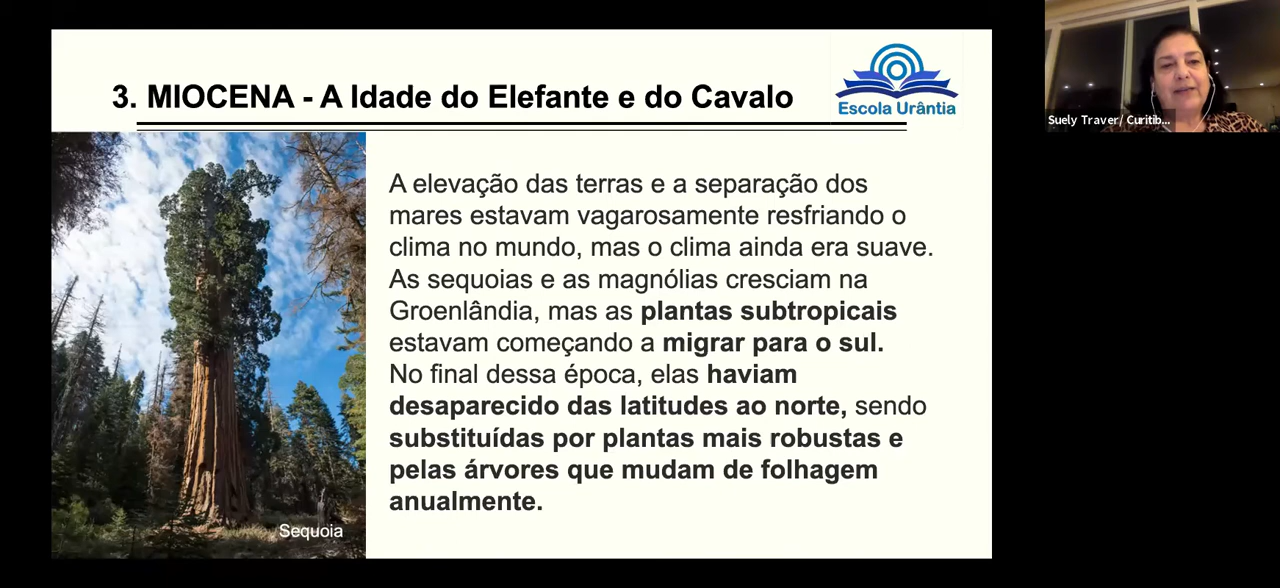 3. MIOCENA - A Idade do Elefante e do Cavalo
Escola Urântia
A elevação das terras e a separação dos
mares estavam vagarosamente resfriando o
clima no mundo, mas o clima ainda era suave.
As sequoias e as magnólias cresciam na
Groenlândia, mas as plantas subtropicais
estavam começando a migrar para o sul.
No final dessa época, elas haviam
desaparecido das latitudes ao norte, sendo
substituídas por plantas mais robustas e
pelas árvores que mudam de folhagem
anualmente.
Sequoia
Suely Traver/ Curitib...